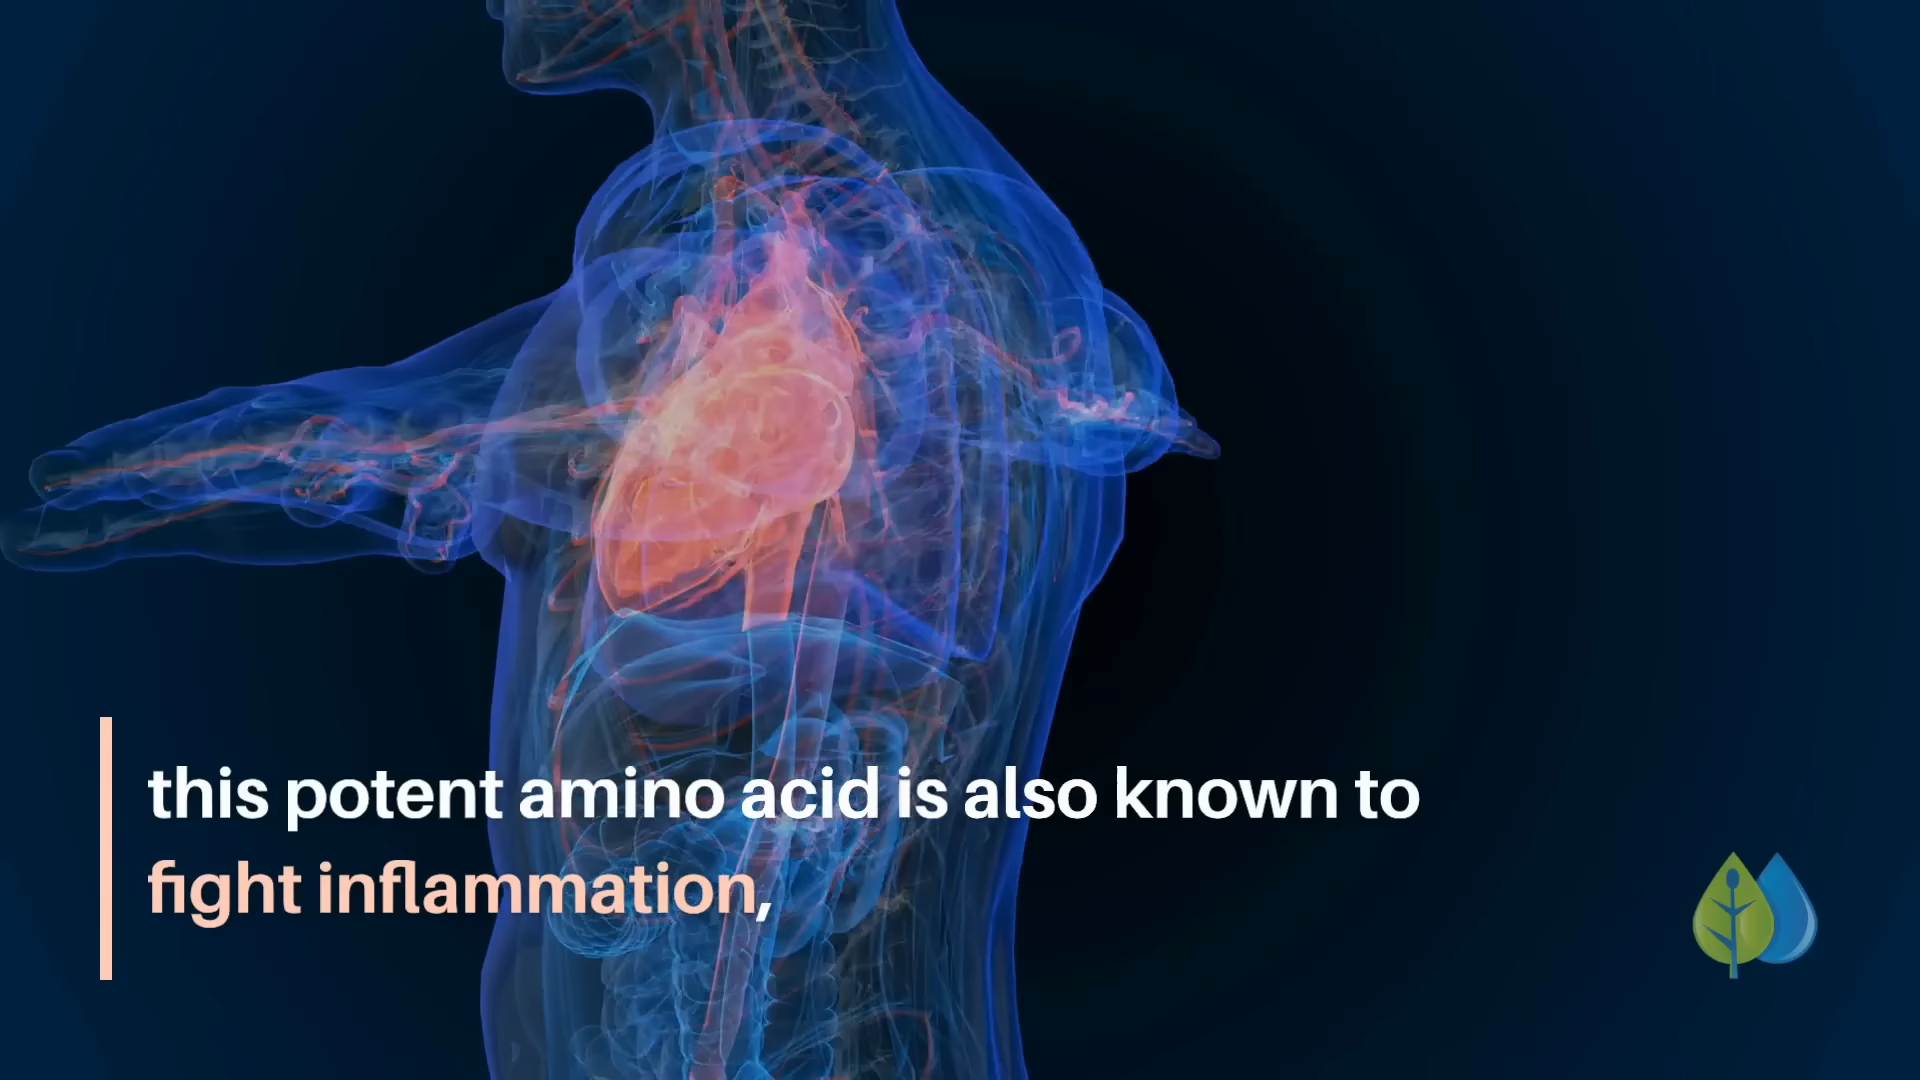 this potent amino acid is also known to
fight inflammation,